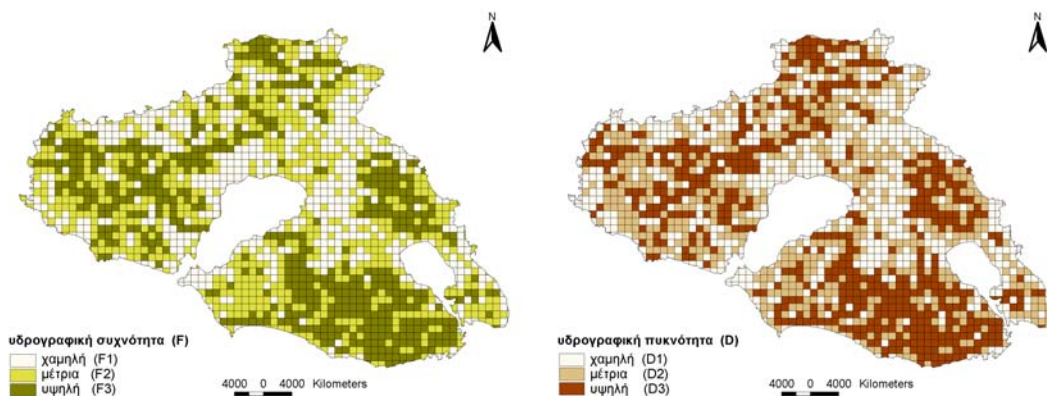 N
υδρογραφική συχνότητα (F)
χαμηλή (F1)
μέτρια (F2)
υψηλή (F3)
4000 0 4000 Kilometers
N
υδρογραφική πυκνότητα (D)
χαμηλή (D1)
μέτρια (D2)
υψηλή (D3)
4000 0 4000 Kilometers